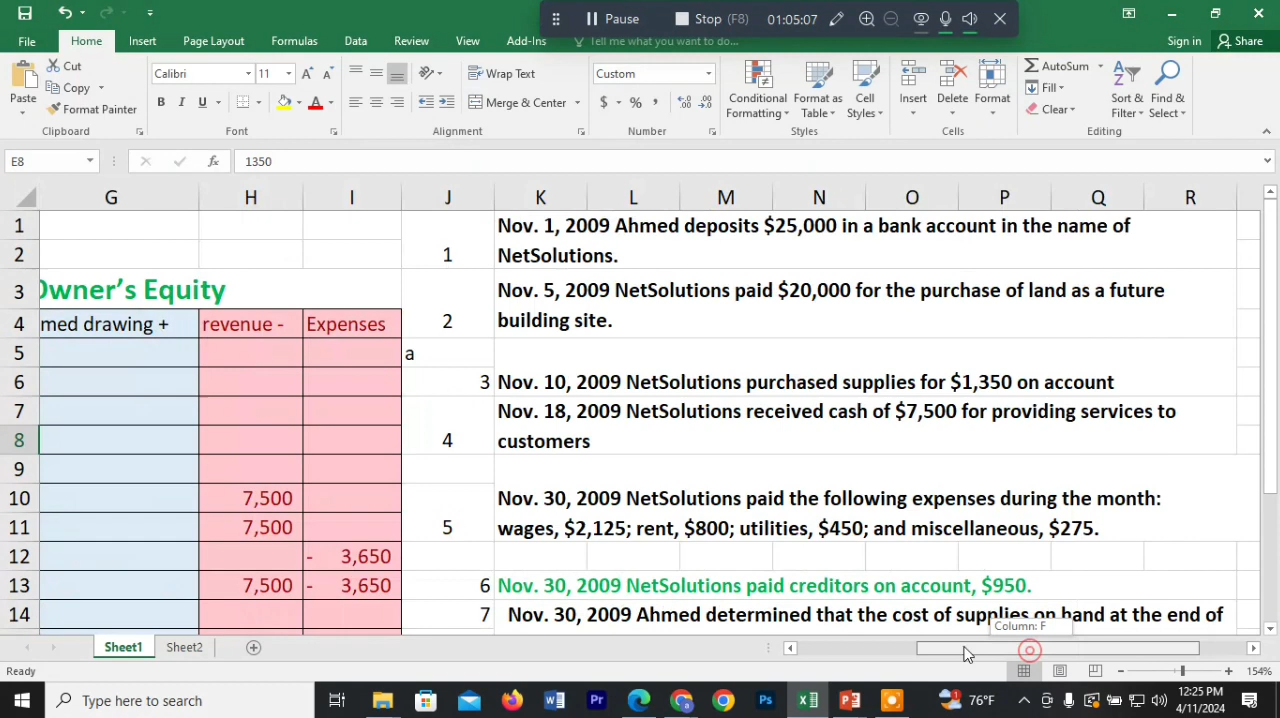 Pause
Stop (F8)
01:05:07
File
Home
Insert
Page Layout
Formulas
Data
Review
View
Add-Ins
Tell me what you want to do...
Sign in
Share
Paste
Cut
Copy
Format Painter
Clipboard
Calibri
11
B I U
Font
Wrap Text
Merge & Center
Alignment
Custom
$ % ,
Number
Conditional
Formatting
Format as
Table
Cell
Styles
Styles
Insert
Delete
Format
Cells
AutoSum
Fill
Clear
Sort &
Filter
Find &
Select
Editing
E8
fx
1350
G H I J K L M N O P Q R
1 Nov. 1, 2009 Ahmed deposits $25,000 in a bank account in the name of
2 1 NetSolutions.
3 Owner's Equity Nov. 5, 2009 NetSolutions paid $20,000 for the purchase of land as a future
4 med drawing + revenue - Expenses 2 building site.
5 a
6 3 Nov. 10, 2009 NetSolutions purchased supplies for $1,350 on account
7 Nov. 18, 2009 NetSolutions received cash of $7,500 for providing services to
8 4 customers
9
10 7,500 Nov. 30, 2009 NetSolutions paid the following expenses during the month:
11 7,500 5 wages, $2,125; rent, $800; utilities, $450; and miscellaneous, $275.
12 - 3,650
13 7,500 - 3,650 6 Nov. 30, 2009 NetSolutions paid creditors on account, $950.
14 7 Nov. 30, 2009 Ahmed determined that the cost of supplies on hand at the end of
Column: F
Sheet1
Sheet2
Ready
154%
Type here to search
76°F
12:25 PM
4/11/2024